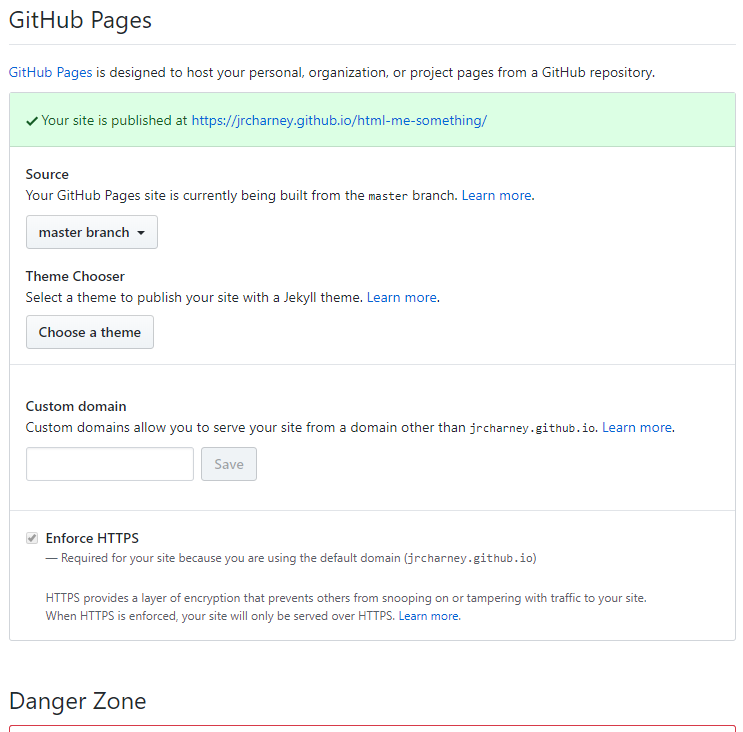 GitHub Pages
GitHub Pages is designed to host your personal, organization, or project pages from a GitHub repository.
Your site is published at https://jrcharney.github.io/html-me-something/
Source
Your GitHub Pages site is currently being built from the master branch. Learn more.
master branch
Theme Chooser
Select a theme to publish your site with a Jekyll theme. Learn more.
Choose a theme
Custom domain
Custom domains allow you to serve your site from a domain other than jrcharney.github.io. Learn more.
Save
Enforce HTTPS
— Required for your site because you are using the default domain (jrcharney.github.io)
HTTPS provides a layer of encryption that prevents others from snooping on or tampering with traffic to your site.
When HTTPS is enforced, your site will only be served over HTTPS. Learn more.
Danger Zone